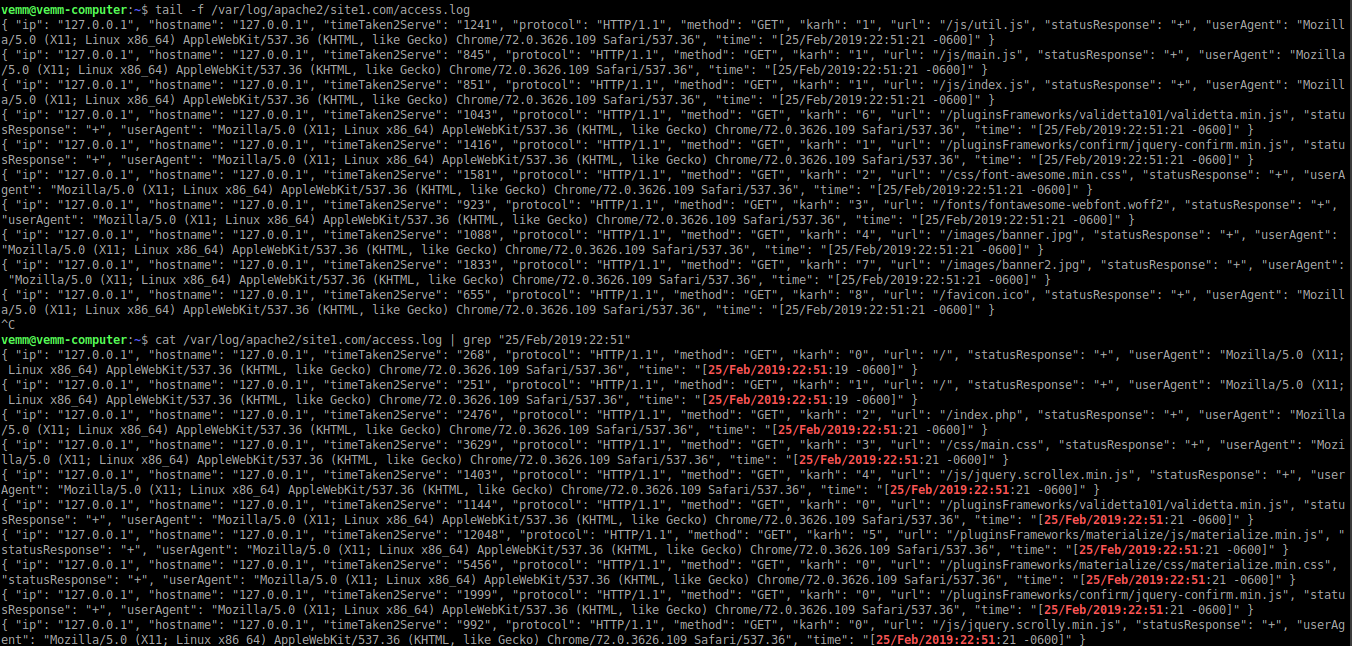 vemm@vemm-computer:~$ tail -f /var/log/apache2/site1.com/access.log
{ "ip": "127.0.0.1", "hostname": "127.0.0.1", "timeTaken2Serve": "1241", "protocol": "HTTP/1.1", "method": "GET", "karh": "1", "url": "/js/util.js", "statusResponse": "+", "userAgent": "Mozill
a/5.0 (X11; Linux x86_64) AppleWebKit/537.36 (KHTML, like Gecko) Chrome/72.0.3626.109 Safari/537.36", "time": "[25/Feb/2019:22:51:21 -0600]" }
{ "ip": "127.0.0.1", "hostname": "127.0.0.1", "timeTaken2Serve": "845", "protocol": "HTTP/1.1", "method": "GET", "karh": "1", "url": "/js/main.js", "statusResponse": "+", "userAgent": "Mozilla
/5.0 (X11; Linux x86_64) AppleWebKit/537.36 (KHTML, like Gecko) Chrome/72.0.3626.109 Safari/537.36", "time": "[25/Feb/2019:22:51:21 -0600]" }
{ "ip": "127.0.0.1", "hostname": "127.0.0.1", "timeTaken2Serve": "851", "protocol": "HTTP/1.1", "method": "GET", "karh": "1", "url": "/js/index.js", "statusResponse": "+", "userAgent": "Mozill
a/5.0 (X11; Linux x86_64) AppleWebKit/537.36 (KHTML, like Gecko) Chrome/72.0.3626.109 Safari/537.36", "time": "[25/Feb/2019:22:51:21 -0600]" }
{ "ip": "127.0.0.1", "hostname": "127.0.0.1", "timeTaken2Serve": "1043", "protocol": "HTTP/1.1", "method": "GET", "karh": "6", "url": "/pluginsFrameworks/validetta101/validetta.min.js", "statu
sResponse": "+", "userAgent": "Mozilla/5.0 (X11; Linux x86_64) AppleWebKit/537.36 (KHTML, like Gecko) Chrome/72.0.3626.109 Safari/537.36", "time": "[25/Feb/2019:22:51:21 -0600]" }
{ "ip": "127.0.0.1", "hostname": "127.0.0.1", "timeTaken2Serve": "1416", "protocol": "HTTP/1.1", "method": "GET", "karh": "1", "url": "/pluginsFrameworks/confirm/jquery-confirm.min.js", "statu
sResponse": "+", "userAgent": "Mozilla/5.0 (X11; Linux x86_64) AppleWebKit/537.36 (KHTML, like Gecko) Chrome/72.0.3626.109 Safari/537.36", "time": "[25/Feb/2019:22:51:21 -0600]" }
{ "ip": "127.0.0.1", "hostname": "127.0.0.1", "timeTaken2Serve": "1581", "protocol": "HTTP/1.1", "method": "GET", "karh": "2", "url": "/css/font-awesome.min.css", "statusResponse": "+", "userA
gent": "Mozilla/5.0 (X11; Linux x86_64) AppleWebKit/537.36 (KHTML, like Gecko) Chrome/72.0.3626.109 Safari/537.36", "time": "[25/Feb/2019:22:51:21 -0600]" }
{ "ip": "127.0.0.1", "hostname": "127.0.0.1", "timeTaken2Serve": "923", "protocol": "HTTP/1.1", "method": "GET", "karh": "3", "url": "/fonts/fontawesome-webfont.woff2", "statusResponse": "+",
"userAgent": "Mozilla/5.0 (X11; Linux x86_64) AppleWebKit/537.36 (KHTML, like Gecko) Chrome/72.0.3626.109 Safari/537.36", "time": "[25/Feb/2019:22:51:21 -0600]" }
{ "ip": "127.0.0.1", "hostname": "127.0.0.1", "timeTaken2Serve": "1088", "protocol": "HTTP/1.1", "method": "GET", "karh": "4", "url": "/images/banner.jpg", "statusResponse": "+", "userAgent":
"Mozilla/5.0 (X11; Linux x86_64) AppleWebKit/537.36 (KHTML, like Gecko) Chrome/72.0.3626.109 Safari/537.36", "time": "[25/Feb/2019:22:51:21 -0600]" }
{ "ip": "127.0.0.1", "hostname": "127.0.0.1", "timeTaken2Serve": "1833", "protocol": "HTTP/1.1", "method": "GET", "karh": "7", "url": "/images/banner2.jpg", "statusResponse": "+", "userAgent":
 "Mozilla/5.0 (X11; Linux x86_64) AppleWebKit/537.36 (KHTML, like Gecko) Chrome/72.0.3626.109 Safari/537.36", "time": "[25/Feb/2019:22:51:21 -0600]" }
{ "ip": "127.0.0.1", "hostname": "127.0.0.1", "timeTaken2Serve": "655", "protocol": "HTTP/1.1", "method": "GET", "karh": "8", "url": "/favicon.ico", "statusResponse": "+", "userAgent": "Mozill
a/5.0 (X11; Linux x86_64) AppleWebKit/537.36 (KHTML, like Gecko) Chrome/72.0.3626.109 Safari/537.36", "time": "[25/Feb/2019:22:51:21 -0600]" }
^C
vemm@vemm-computer:~$ cat /var/log/apache2/site1.com/access.log | grep "25/Feb/2019:22:51"
{ "ip": "127.0.0.1", "hostname": "127.0.0.1", "timeTaken2Serve": "268", "protocol": "HTTP/1.1", "method": "GET", "karh": "0", "url": "/", "statusResponse": "+", "userAgent": "Mozilla/5.0 (X11;
 Linux x86_64) AppleWebKit/537.36 (KHTML, like Gecko) Chrome/72.0.3626.109 Safari/537.36", "time": "[25/Feb/2019:22:51:19 -0600]" }
{ "ip": "127.0.0.1", "hostname": "127.0.0.1", "timeTaken2Serve": "251", "protocol": "HTTP/1.1", "method": "GET", "karh": "1", "url": "/", "statusResponse": "+", "userAgent": "Mozilla/5.0 (X11;
 Linux x86_64) AppleWebKit/537.36 (KHTML, like Gecko) Chrome/72.0.3626.109 Safari/537.36", "time": "[25/Feb/2019:22:51:19 -0600]" }
{ "ip": "127.0.0.1", "hostname": "127.0.0.1", "timeTaken2Serve": "2476", "protocol": "HTTP/1.1", "method": "GET", "karh": "2", "url": "/index.php", "statusResponse": "+", "userAgent": "Mozilla
/5.0 (X11; Linux x86_64) AppleWebKit/537.36 (KHTML, like Gecko) Chrome/72.0.3626.109 Safari/537.36", "time": "[25/Feb/2019:22:51:21 -0600]" }
{ "ip": "127.0.0.1", "hostname": "127.0.0.1", "timeTaken2Serve": "3629", "protocol": "HTTP/1.1", "method": "GET", "karh": "3", "url": "/css/main.css", "statusResponse": "+", "userAgent": "Mozi
lla/5.0 (X11; Linux x86_64) AppleWebKit/537.36 (KHTML, like Gecko) Chrome/72.0.3626.109 Safari/537.36", "time": "[25/Feb/2019:22:51:21 -0600]" }
{ "ip": "127.0.0.1", "hostname": "127.0.0.1", "timeTaken2Serve": "1403", "protocol": "HTTP/1.1", "method": "GET", "karh": "4", "url": "/js/jquery.scrollex.min.js", "statusResponse": "+", "user
Agent": "Mozilla/5.0 (X11; Linux x86_64) AppleWebKit/537.36 (KHTML, like Gecko) Chrome/72.0.3626.109 Safari/537.36", "time": "[25/Feb/2019:22:51:21 -0600]" }
{ "ip": "127.0.0.1", "hostname": "127.0.0.1", "timeTaken2Serve": "1144", "protocol": "HTTP/1.1", "method": "GET", "karh": "0", "url": "/pluginsFrameworks/validetta101/validetta.min.js", "statu
sResponse": "+", "userAgent": "Mozilla/5.0 (X11; Linux x86_64) AppleWebKit/537.36 (KHTML, like Gecko) Chrome/72.0.3626.109 Safari/537.36", "time": "[25/Feb/2019:22:51:21 -0600]" }
{ "ip": "127.0.0.1", "hostname": "127.0.0.1", "timeTaken2Serve": "12048", "protocol": "HTTP/1.1", "method": "GET", "karh": "5", "url": "/pluginsFrameworks/materialize/js/materialize.min.js", "
statusResponse": "+", "userAgent": "Mozilla/5.0 (X11; Linux x86_64) AppleWebKit/537.36 (KHTML, like Gecko) Chrome/72.0.3626.109 Safari/537.36", "time": "[25/Feb/2019:22:51:21 -0600]" }
{ "ip": "127.0.0.1", "hostname": "127.0.0.1", "timeTaken2Serve": "5456", "protocol": "HTTP/1.1", "method": "GET", "karh": "0", "url": "/pluginsFrameworks/materialize/css/materialize.min.css",
"statusResponse": "+", "userAgent": "Mozilla/5.0 (X11; Linux x86_64) AppleWebKit/537.36 (KHTML, like Gecko) Chrome/72.0.3626.109 Safari/537.36", "time": "[25/Feb/2019:22:51:21 -0600]" }
{ "ip": "127.0.0.1", "hostname": "127.0.0.1", "timeTaken2Serve": "1999", "protocol": "HTTP/1.1", "method": "GET", "karh": "0", "url": "/pluginsFrameworks/confirm/jquery-confirm.min.js", "statu
sResponse": "+", "userAgent": "Mozilla/5.0 (X11; Linux x86_64) AppleWebKit/537.36 (KHTML, like Gecko) Chrome/72.0.3626.109 Safari/537.36", "time": "[25/Feb/2019:22:51:21 -0600]" }
{ "ip": "127.0.0.1", "hostname": "127.0.0.1", "timeTaken2Serve": "992", "protocol": "HTTP/1.1", "method": "GET", "karh": "0", "url": "/js/jquery.scrolly.min.js", "statusResponse": "+", "userAg
ent": "Mozilla/5.0 (X11; Linux x86_64) AppleWebKit/537.36 (KHTML, like Gecko) Chrome/72.0.3626.109 Safari/537.36", "time": "[25/Feb/2019:22:51:21 -0600]" }